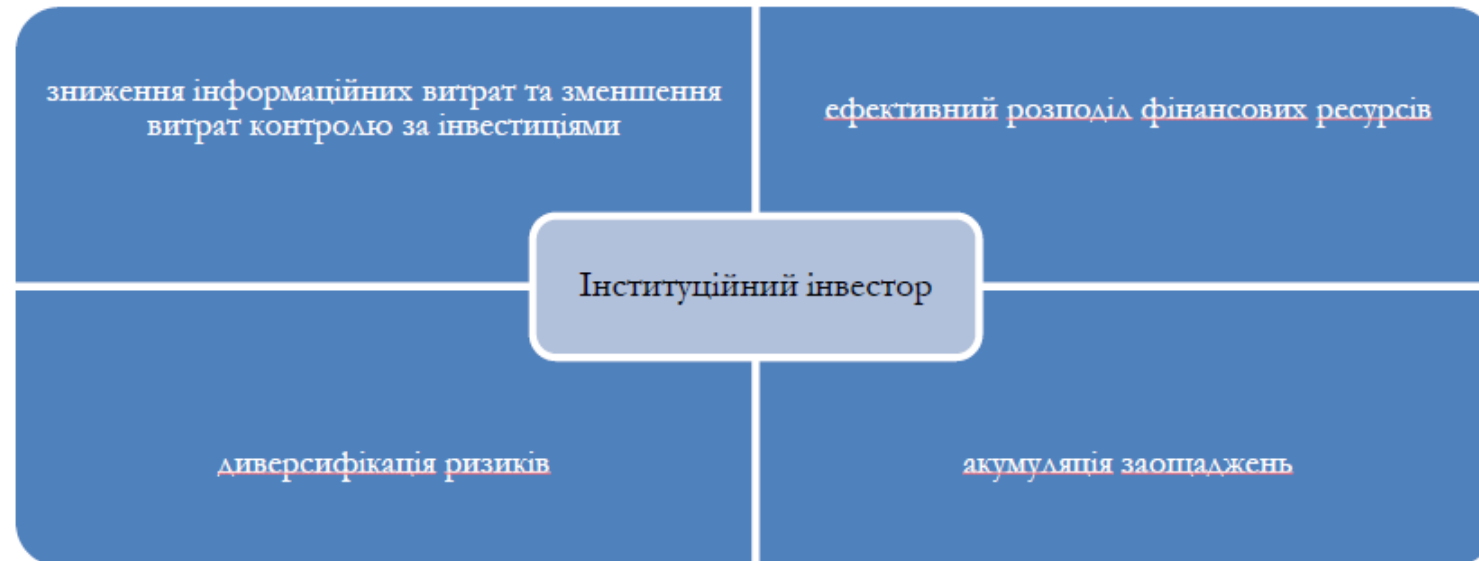 зниження інформаційних витрат та зменшення
витрат контролю за інвестиціями
ефективний розподіл фінансових ресурсів
Інституційний інвестор
диверсифікація ризиків
акумуляція заощаджень